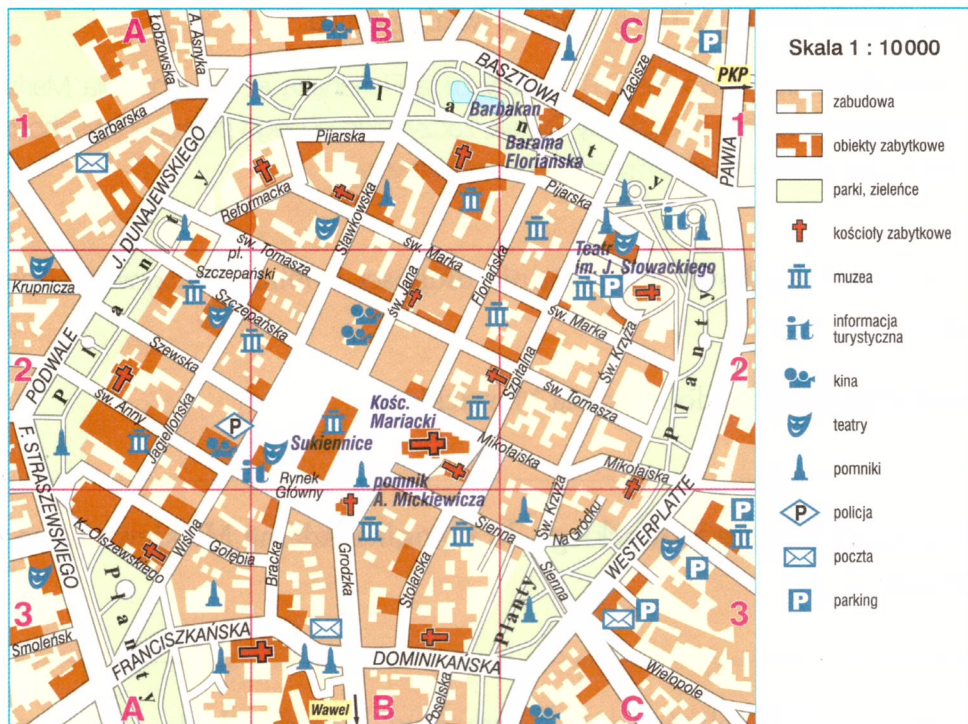 A
B
C
Łobzowska
A. Asnyka
BASZTOWA
Zacisze
PKP
1
Garbarska
P
l
a
n
t
y
Barbakan
Barama
Floriańska
1
PAWIA
Pijarska
Pijarska
J. DUNAJEWSKIEGO
Reformacka
Sławkowska
P
l
a
n
t
y
św. Tomasza
św. Marka
pl.
Szczepański
Krupnicza
św. Jana
Floriańska
Teatr
im. J. Słowackiego
it
P
Szczepańska
św. Marka
Św. Krzyża
Szewska
PODWALE
2
św. Anny
Jagiellońska
Szpitalna
św. Tomasza
P
l
a
n
t
y
2
P
Kośc.
Mariacki
Sukiennice
Mikołajska
Mikołajska
it
Rynek
Główny
pomnik
A. Mickiewicza
F. STRASZEWSKIEGO
K. Olszewskiego
Wiślna
Gołębia
Bracka
Grodzka
Stolarska
Sienna
Św. Krzyża
Na Gródku
Sienna
WESTERPLATTE
P
P
P
3
Smoleńsk
P
l
a
n
t
y
FRANCISZKAŃSKA
DOMINIKAŃSKA
Planty
Poselska
Wielopole
3
Wawel
A
B
C
Skala 1 : 10000
zabudowa
obiekty zabytkowe
parki, zieleńce
kościoły zabytkowe
muzea
it informacja
turystyczna
kina
teatry
pomniki
P policja
poczta
P parking